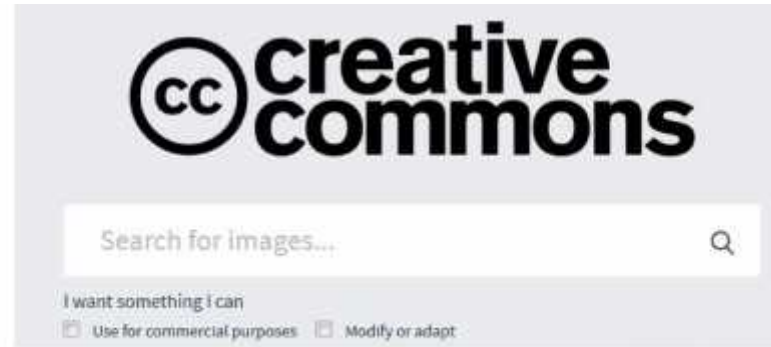 cc creative
commons
Search for images...
I want something I can
Use for commercial purposes Modify or adapt